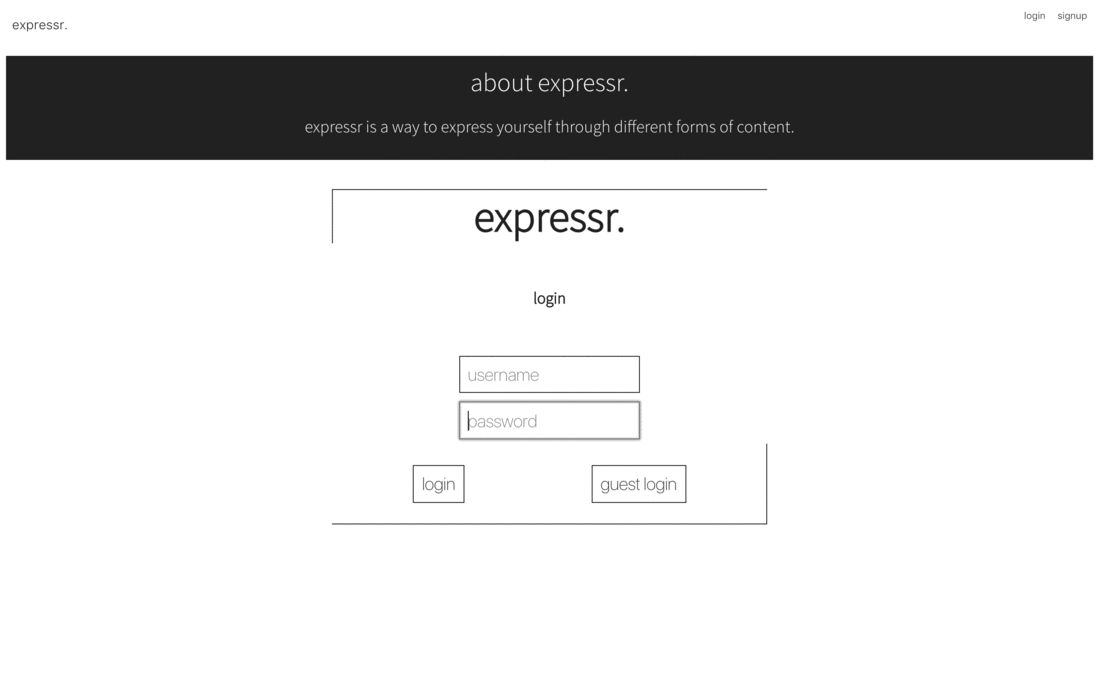 expressr.
login signup
about expressr.
expressr is a way to express yourself through different forms of content.
expressr.
login
username
password
login guest login